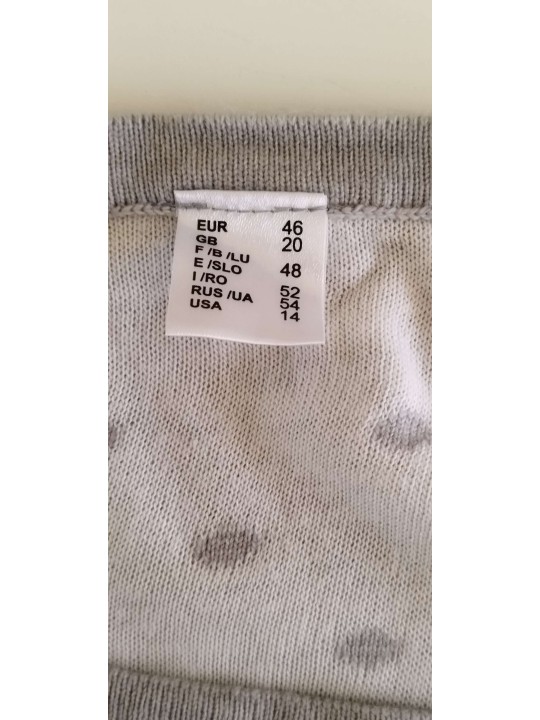 EUR 46
GB 20
F /B /LU
E /SLO 48
I /RO 52
RUS /UA 54
USA 14